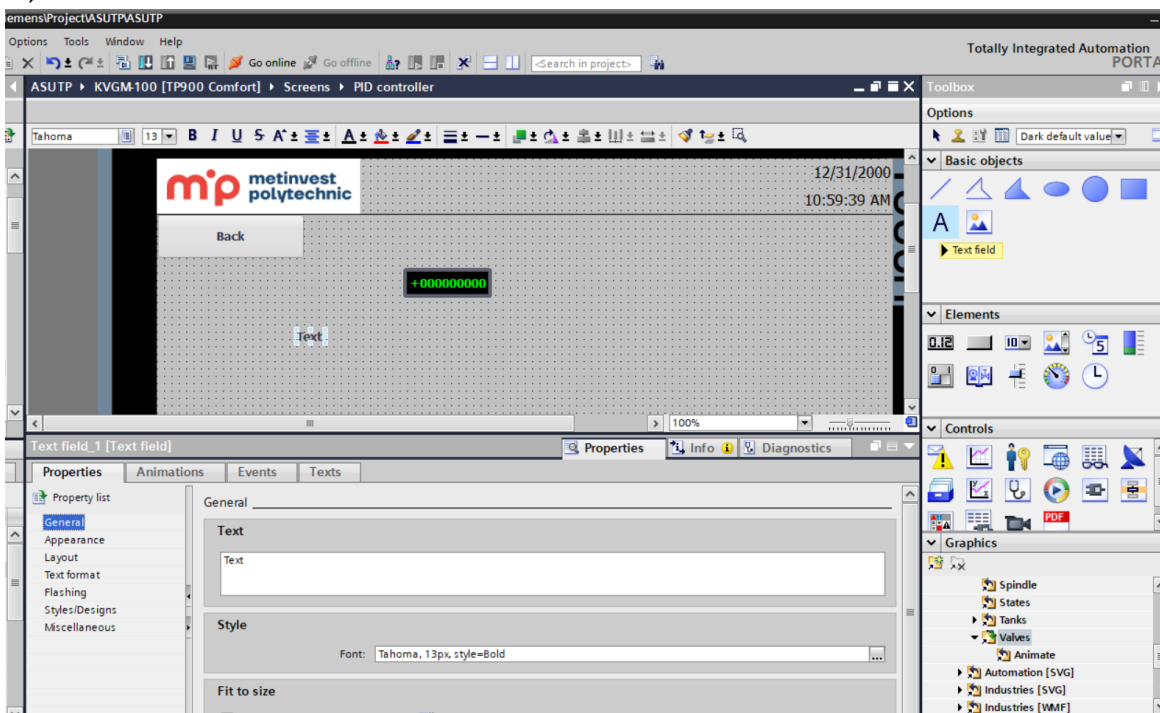 emens\Project\ASUTP\ASUTP
Options Tools Window Help
Go online Go offline <Search in project>
Totally Integrated Automation
PORTA
ASUTP KVGM-100 [TP900 Comfort] Screens PID controller
Toolbox
Options
Tahoma 13 B I U S A
Dark default value
Basic objects
metinvest
polytechnic
12/31/2000
10:59:39 AM
Back
A
Text field
+000000000
Elements
Text
0.12 10 5
100%
Controls
Text field_1 [Text field]
Properties Info Diagnostics
Properties Animations Events Texts
Property list
General
General
Text
Text
Appearance
Layout
Text format
Flashing
Styles/Designs
Miscellaneous
Style
Font: Tahoma, 13px, style=Bold ...
Fit to size
PDF
Graphics
Spindle
States
Tanks
Valves
Animate
Automation [SVG]
Industries [SVG]
Industries [WMF]